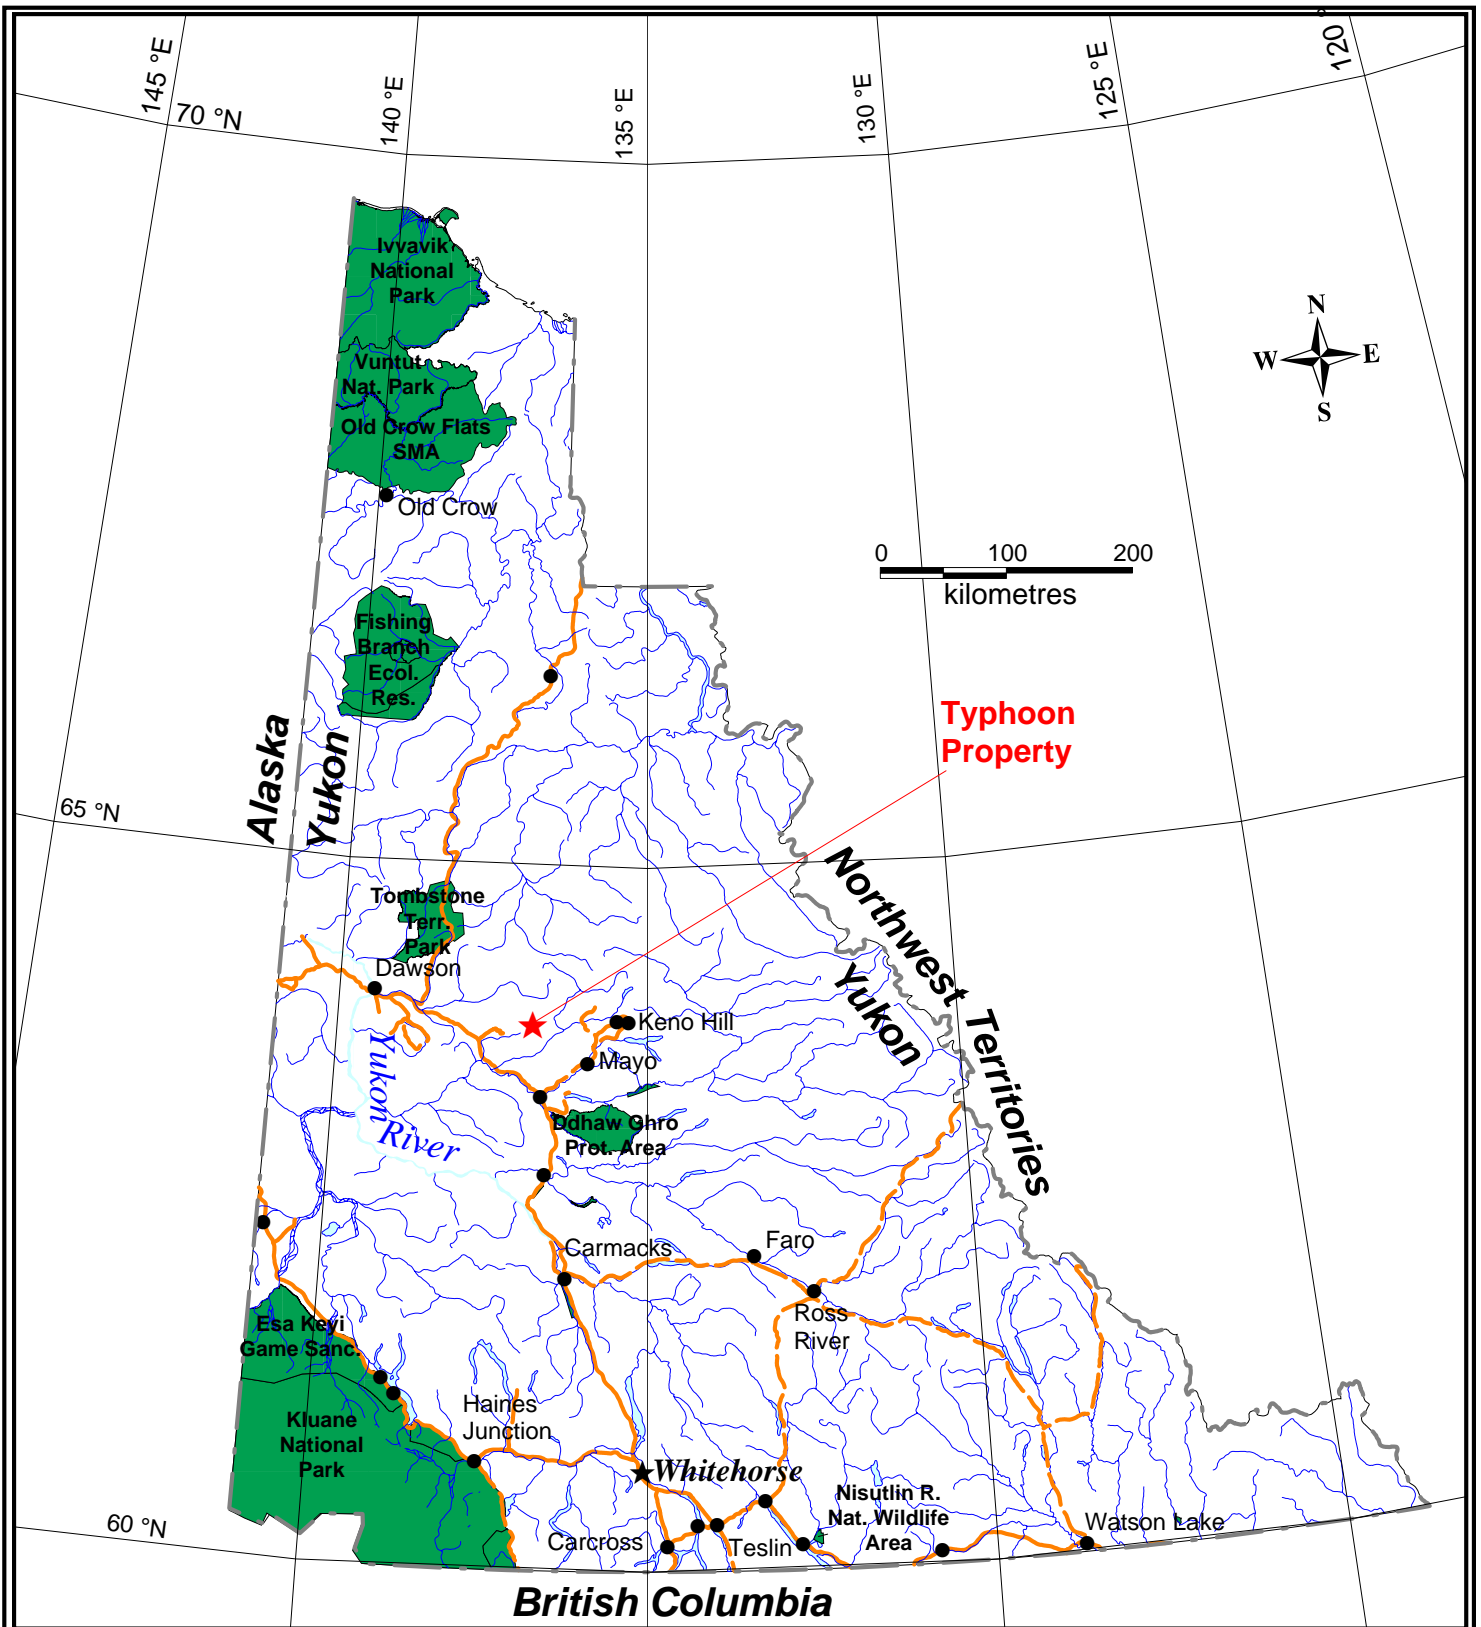 145 °E
140 °E
135 °E
130 °E
125 °E
120°
70 °N
Ivvavik
National
Park
N
W
E
S
Vuntut
Nat. Park
Old Crow Flats
SMA
Old Crow
0 100 200
kilometres
Fishing
Branch
Ecol.
Res.
Typhoon
Property
Alaska
Yukon
65 °N
Northwest Territories
Yukon
Tombstone
Terr.
Park
Dawson
Keno Hill
Mayo
Yukon
River
Ddhaw Ghro
Prot. Area
Carmacks
Faro
Ross
River
Esa Keyi
Game Sanc.
Kluane
National
Park
Haines
Junction
Whitehorse
Nisutlin R.
Nat. Wildlife
Area
60 °N
Carcross
Teslin
Watson Lake
British Columbia